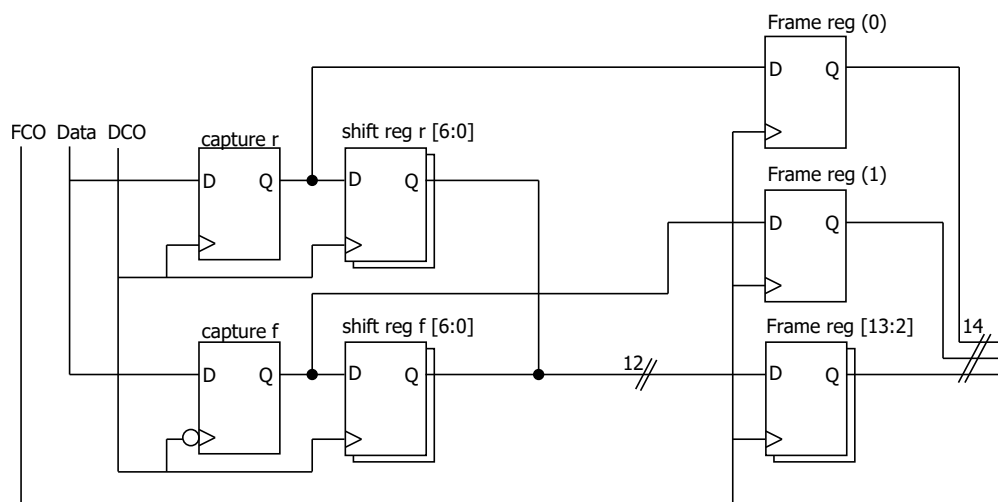 Frame reg (0)
D Q
FCO Data DCO
capture r
shift reg r [6:0]
D Q
D Q
Frame reg (1)
D Q
capture f
shift reg f [6:0]
Frame reg [13:2]
14
D Q
D Q
12
D Q